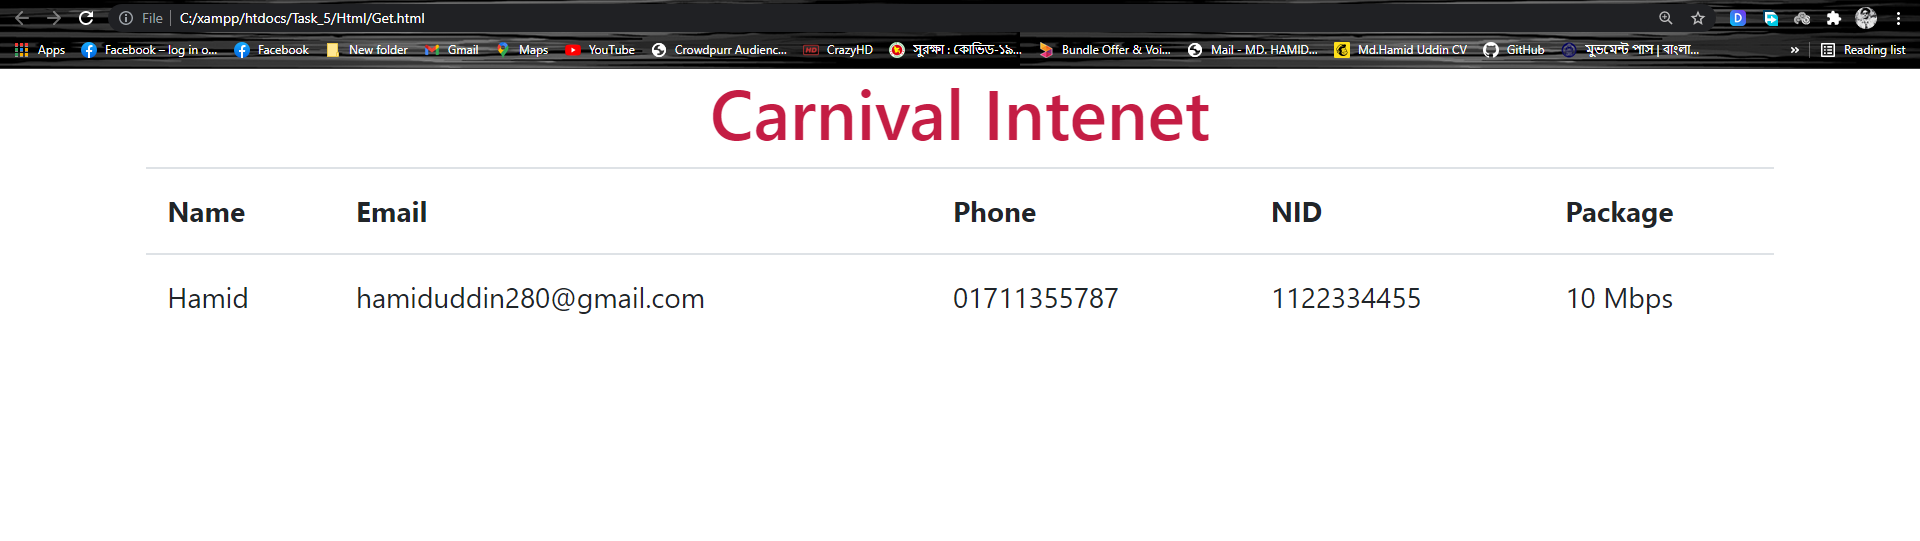 File C:/xampp/htdocs/Task_5/Html/Get.html
Apps Facebook – log in o... Facebook New folder Gmail Maps YouTube Crowdpurr Audienc... CrazyHD সুরক্ষা : কোভিড-১৯... Bundle Offer & Voi... Mail - MD. HAMID... Md.Hamid Uddin CV GitHub মুভমেন্ট পাস | বাংলা... » Reading list
Carnival Intenet
Name Email Phone NID Package
Hamid hamiduddin280@gmail.com 01711355787 1122334455 10 Mbps